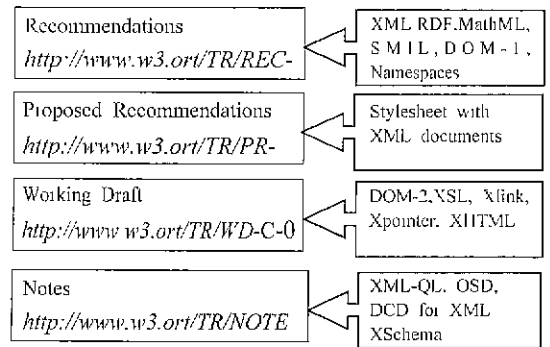 Recommendations
http://www.w3.ort/TR/REC-
XML RDF.MathML,
SMIL, DOM-1,
Namespaces
Proposed Recommendations
http://www.w3.ort/TR/PR-
Stylesheet with
XML documents
Working Draft
http://www w3.ort/TR/WD-C-0
DOM-2,XSL, Xlink,
Xpointer. XHTML
Notes
http://www.w3.ort/TR/NOTE
XML-QL. OSD,
DCD for XML
XSchema